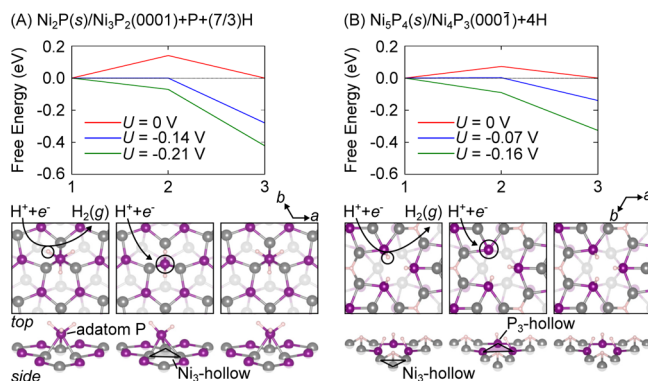 (A) Ni₂P(s)/Ni₃P₂(0001)+P+(7/3)H
Free Energy (eV)
0.2
0.0
-0.2
-0.4
-0.6
U = 0 V
U = -0.14 V
U = -0.21 V
1 2 3
b
a
H⁺+e⁻ H₂(g) H⁺+e⁻
top
adatom P
side
Ni₃-hollow
(B) Ni₅P₄(s)/Ni₄P₃(0001̄)+4H
Free Energy (eV)
0.2
0.0
-0.2
-0.4
-0.6
U = 0 V
U = -0.07 V
U = -0.16 V
1 2 3
b
a
H⁺+e⁻ H₂(g) H⁺+e⁻
P₃-hollow
Ni₃-hollow